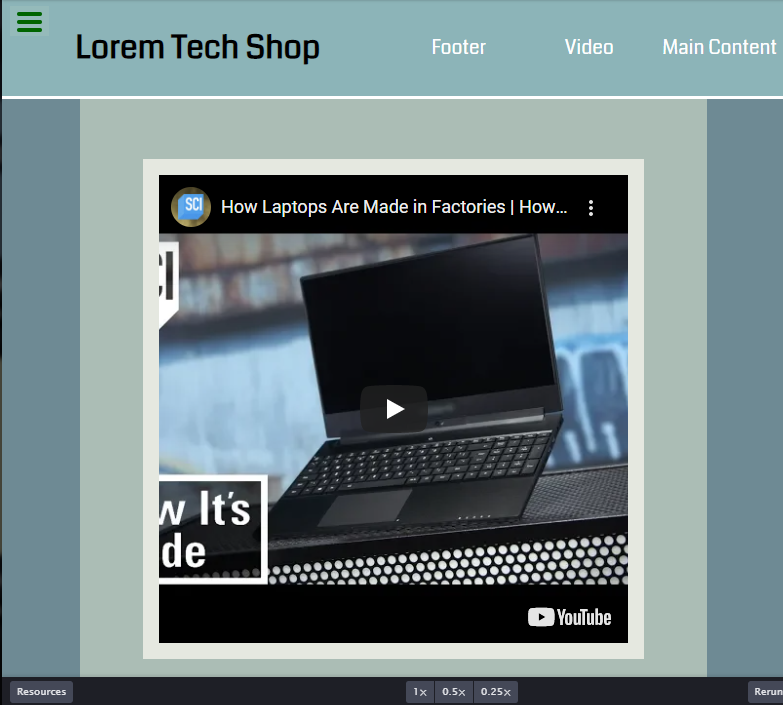 Lorem Tech Shop
Footer
Video
Main Content
SCI
How Laptops Are Made in Factories | How...
CI
w It's
de
YouTube
Resources
1×
0.5×
0.25×
Rerun